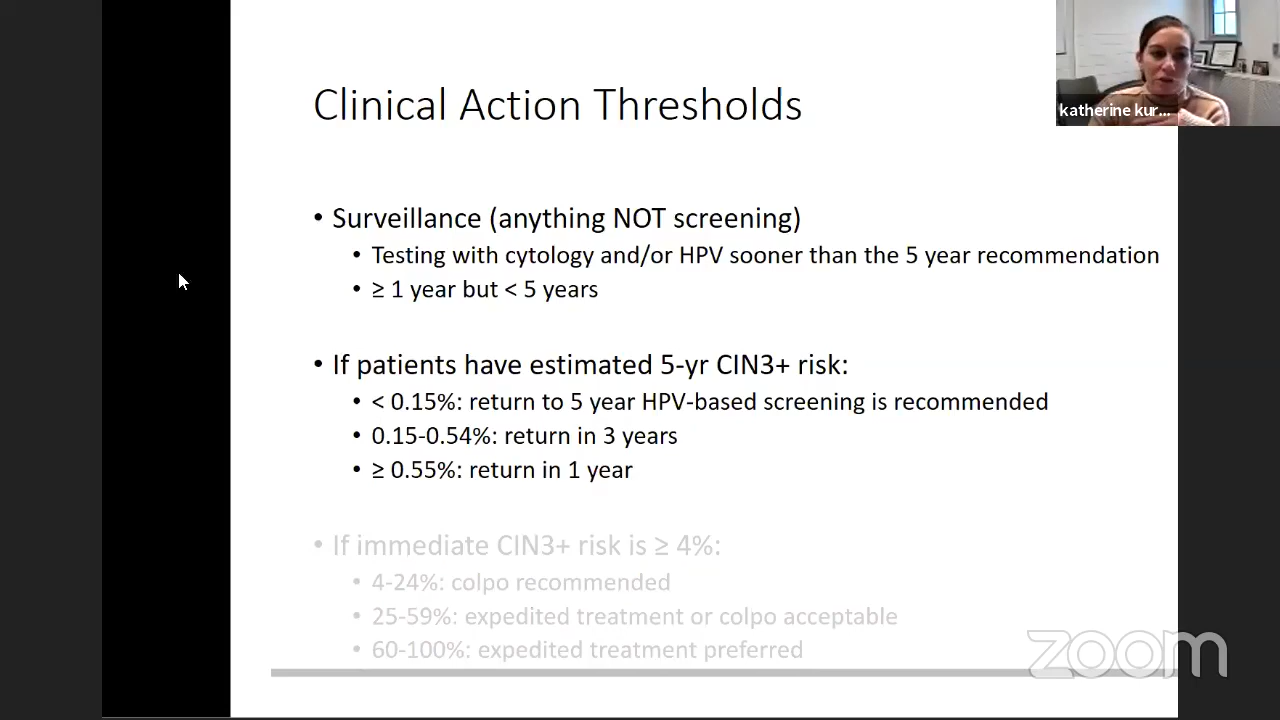 Clinical Action Thresholds
katherine kur...
• Surveillance (anything NOT screening)
• Testing with cytology and/or HPV sooner than the 5 year recommendation
• ≥ 1 year but < 5 years
• If patients have estimated 5-yr CIN3+ risk:
• < 0.15%: return to 5 year HPV-based screening is recommended
• 0.15-0.54%: return in 3 years
• ≥ 0.55%: return in 1 year
• If immediate CIN3+ risk is ≥ 4%:
• 4-24%: colpo recommended
• 25-59%: expedited treatment or colpo acceptable
• 60-100%: expedited treatment preferred
zoom